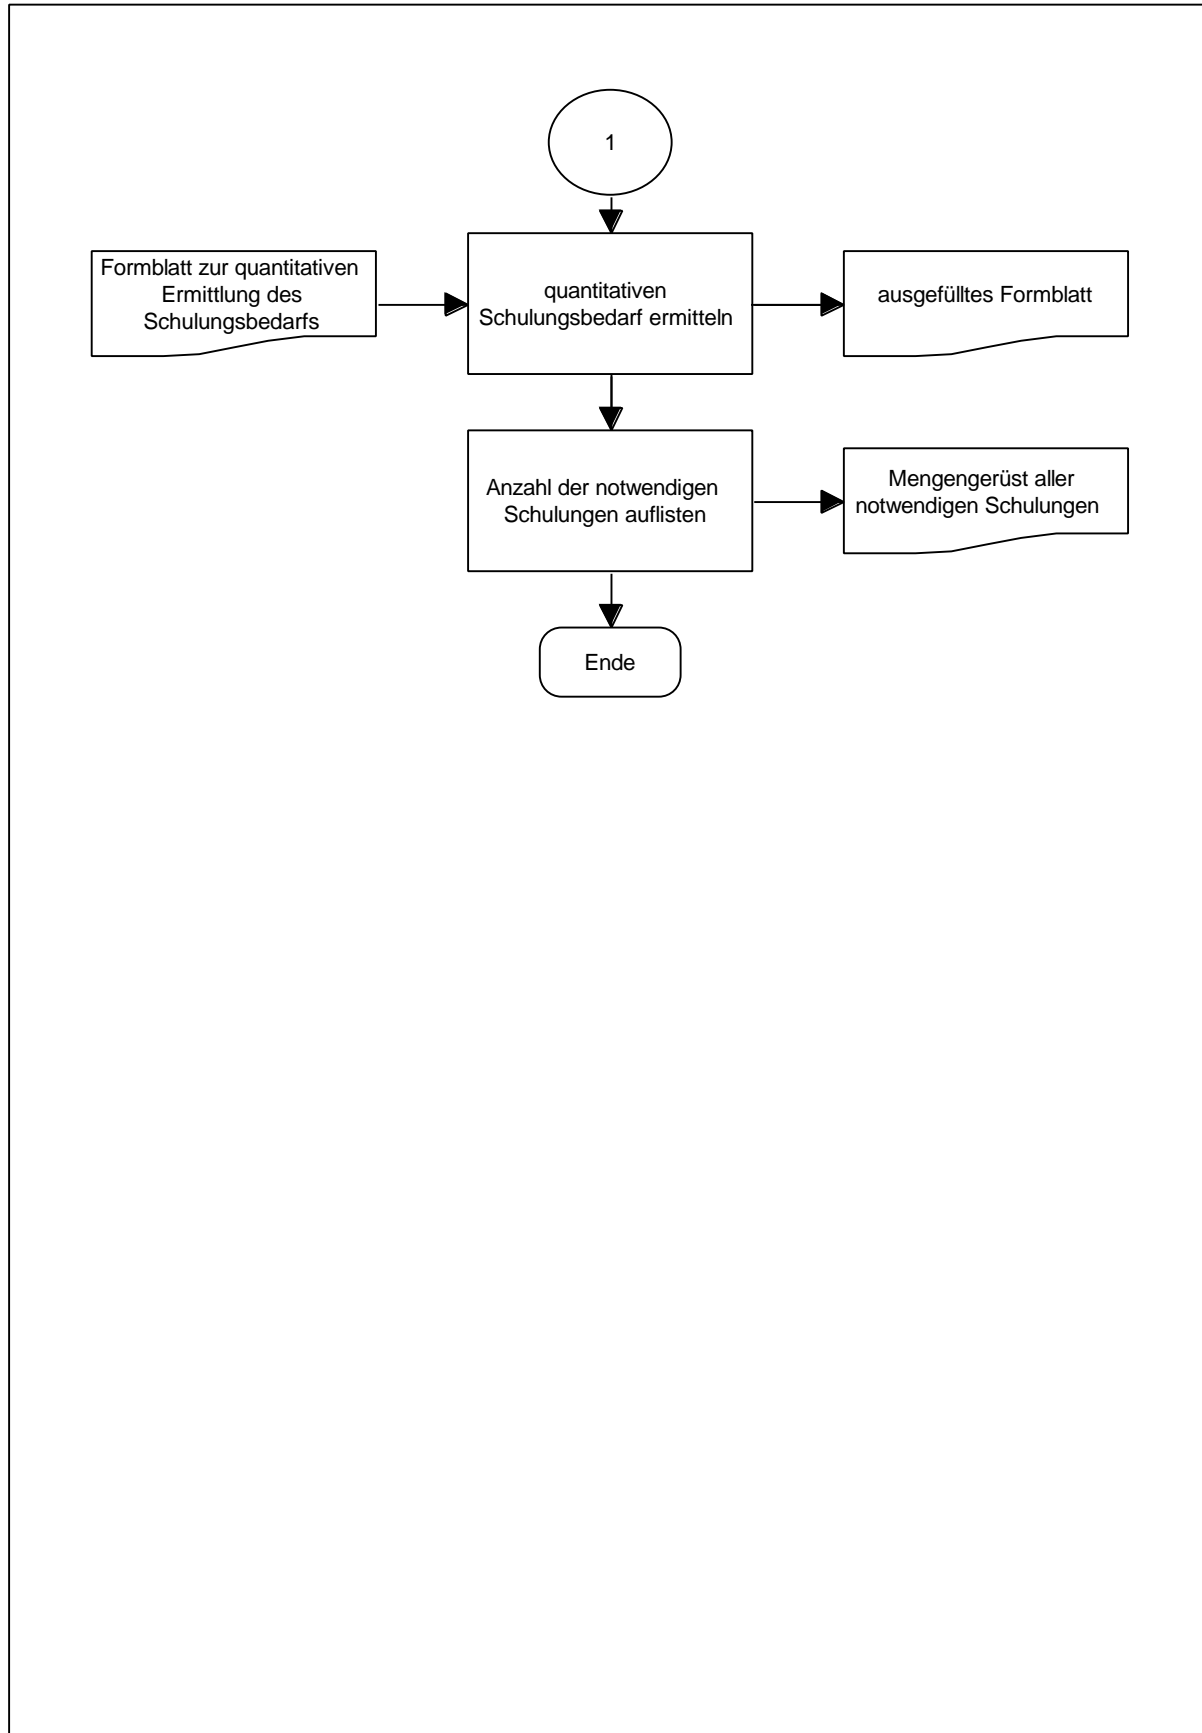 1
Formblatt zur quantitativen
Ermittlung des
Schulungsbedarfs
quantitativen
Schulungsbedarf ermitteln
ausgefülltes Formblatt
Anzahl der notwendigen
Schulungen auflisten
Mengengerüst aller
notwendigen Schulungen
Ende